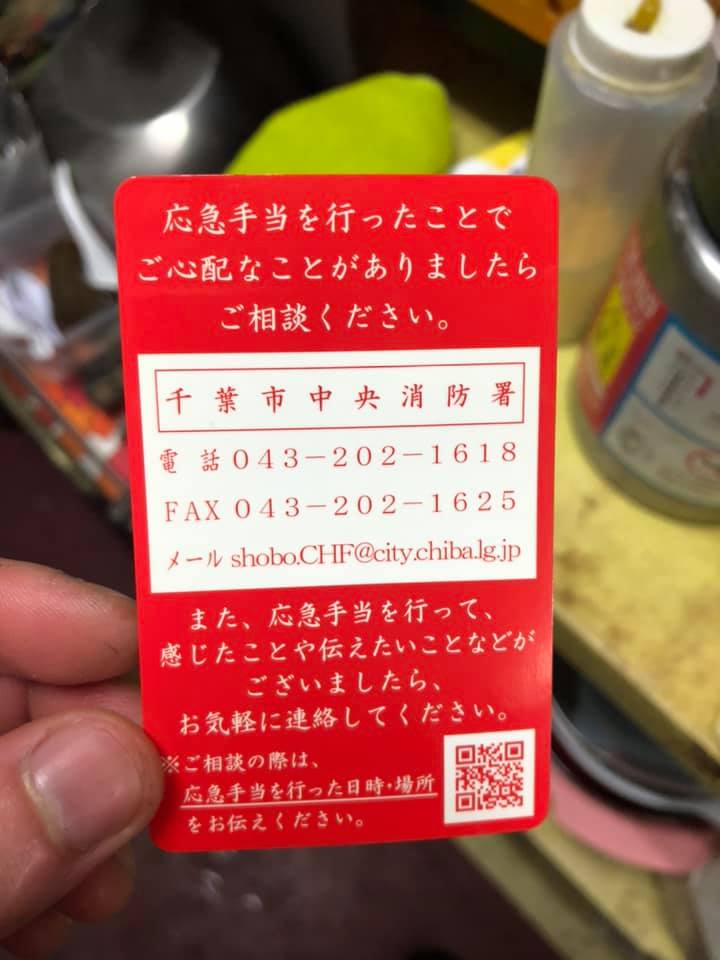 応急手当を行ったことで
ご心配なことがありましたら
ご相談ください。
千葉市中央消防署
電話 043－202－1618
FAX 043－202－1625
メール shobo.CHF@city.chiba.lg.jp
また、応急手当を行って、
感じたことや伝えたいことなどが
ございましたら、
お気軽に連絡してください。
※ご相談の際は、
応急手当を行った日時・場所
をお伝えください。